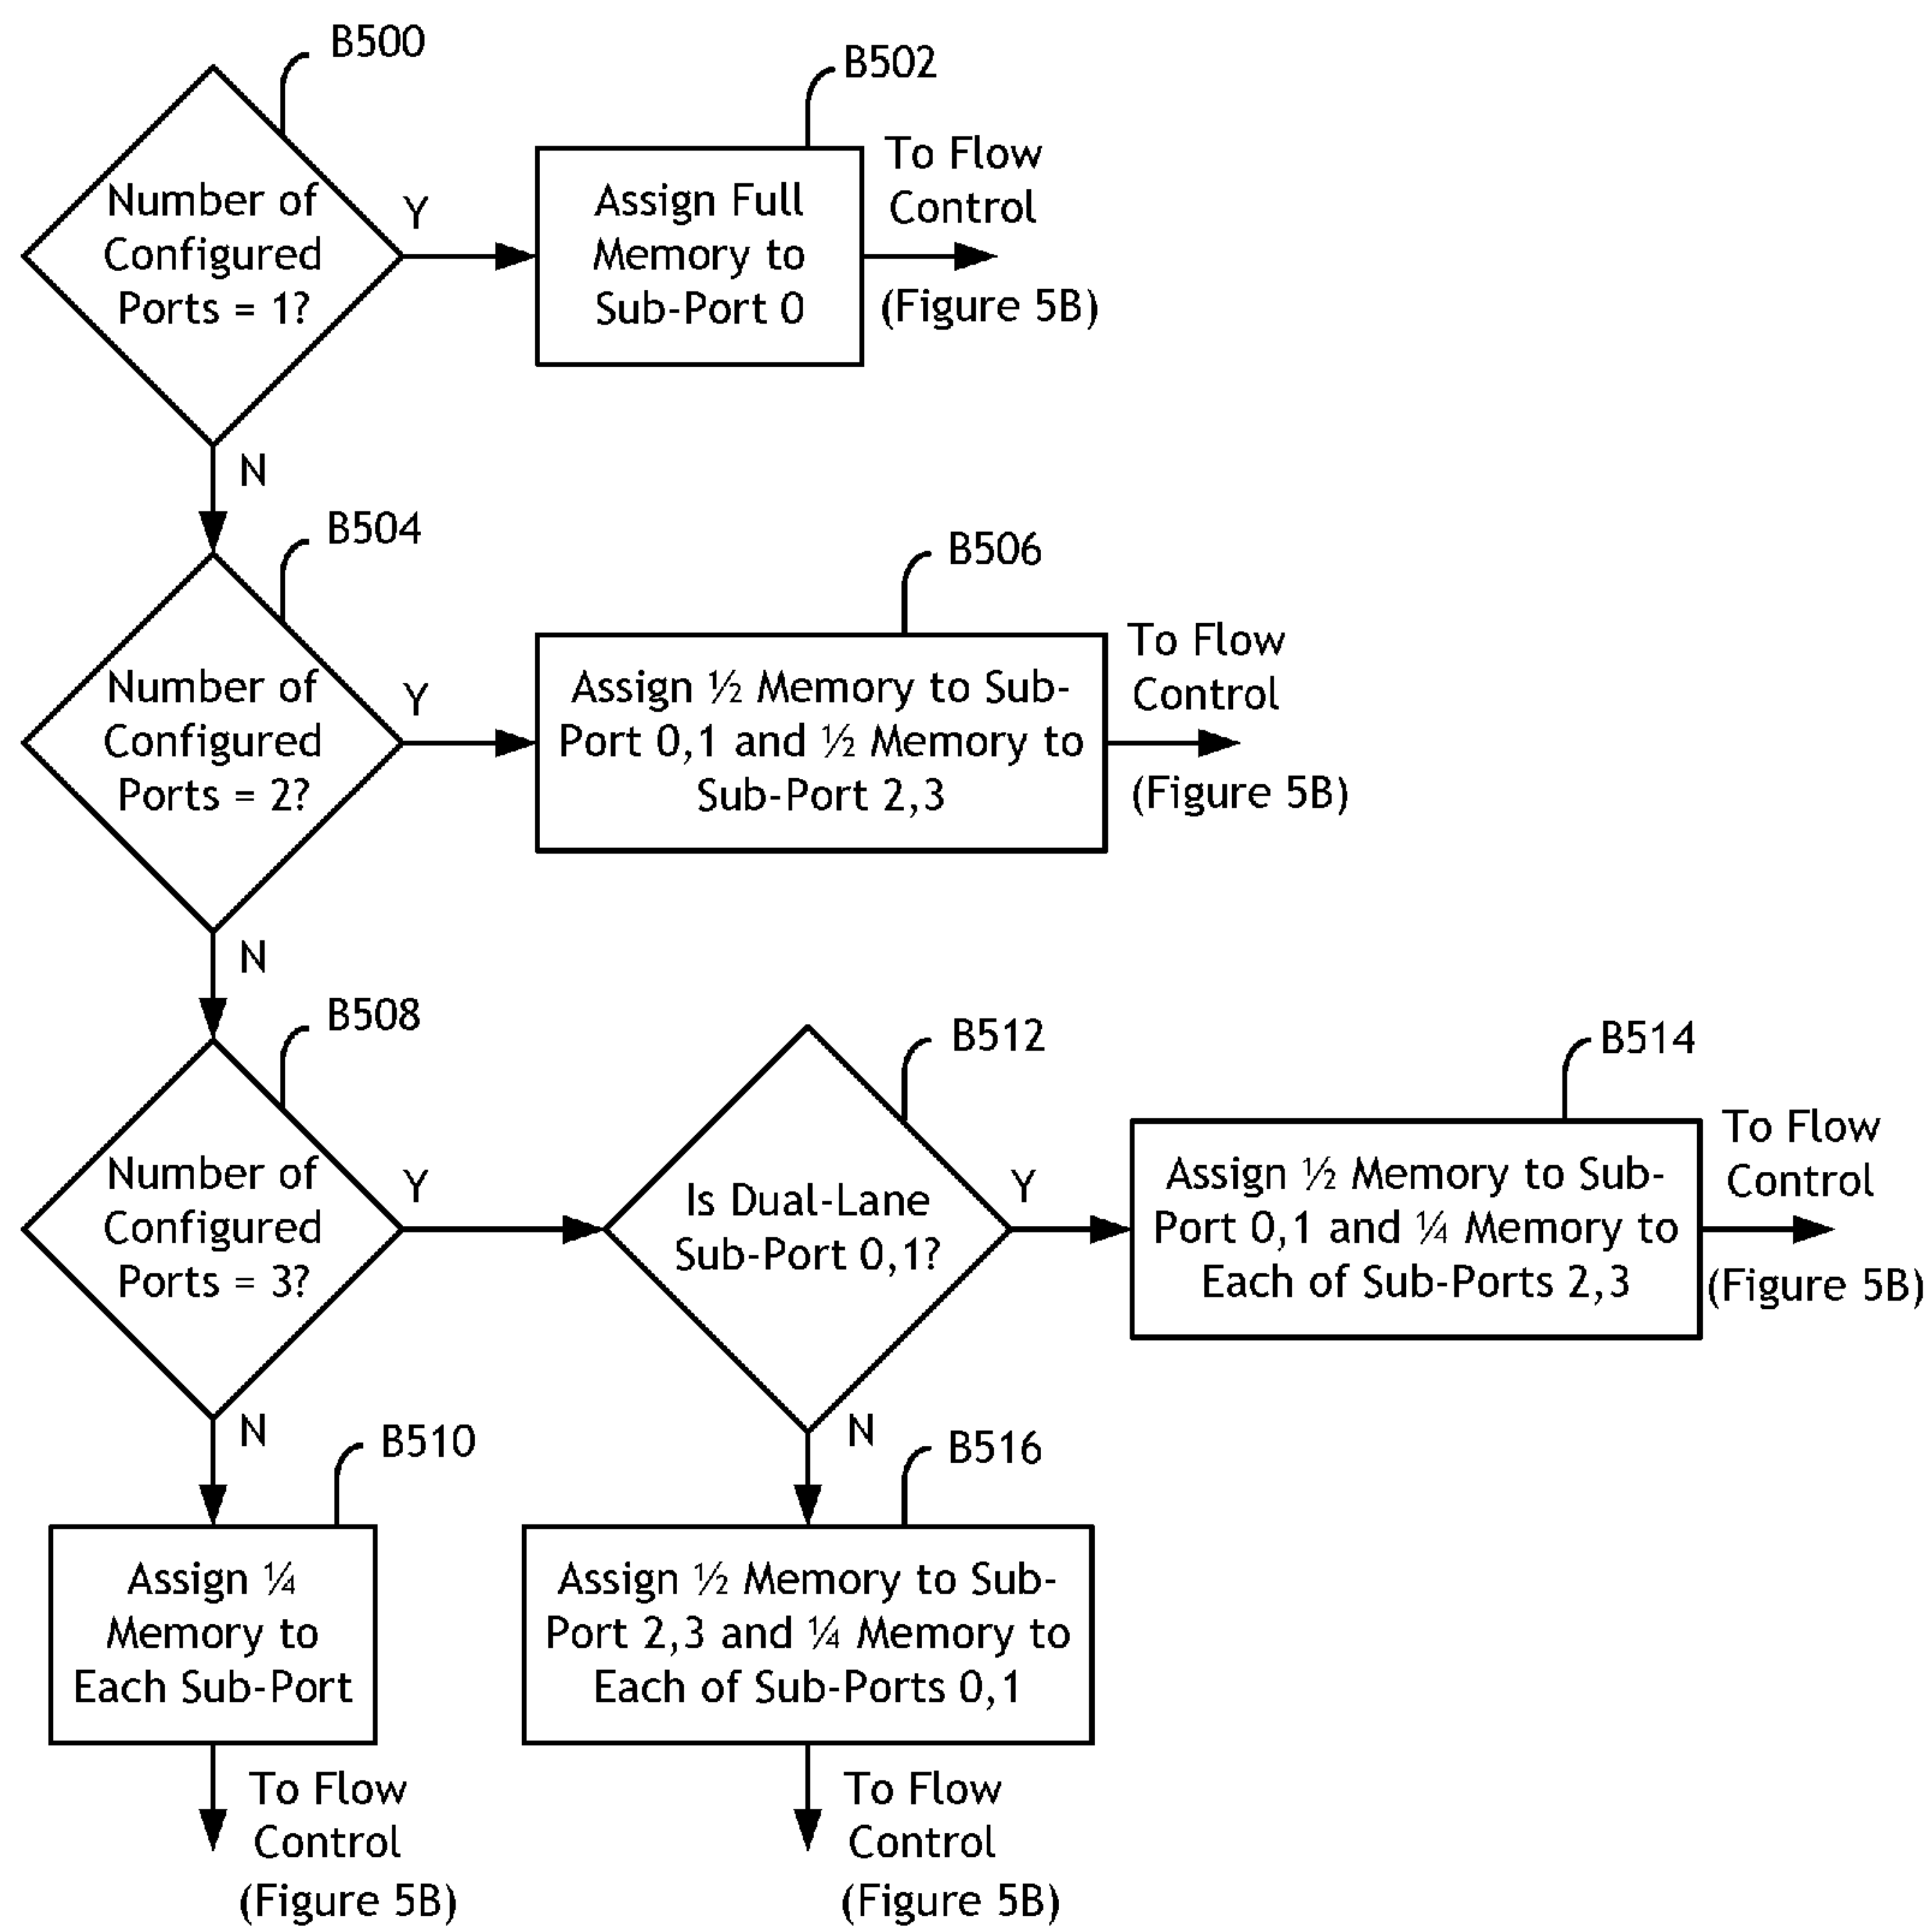 B500
Number of
Configured
Ports = 1?
Y
N
B502
Assign Full
Memory to
Sub-Port 0
To Flow
Control
(Figure 5B)
B504
Number of
Configured
Ports = 2?
Y
N
B506
Assign ½ Memory to Sub-
Port 0,1 and ½ Memory to
Sub-Port 2,3
To Flow
Control
(Figure 5B)
B508
Number of
Configured
Ports = 3?
Y
N
B512
Is Dual-Lane
Sub-Port 0,1?
Y
N
B514
Assign ½ Memory to Sub-
Port 0,1 and ¼ Memory to
Each of Sub-Ports 2,3
To Flow
Control
(Figure 5B)
B510
Assign ¼
Memory to
Each Sub-Port
To Flow
Control
(Figure 5B)
B516
Assign ½ Memory to Sub-
Port 2,3 and ¼ Memory to
Each of Sub-Ports 0,1
To Flow
Control
(Figure 5B)